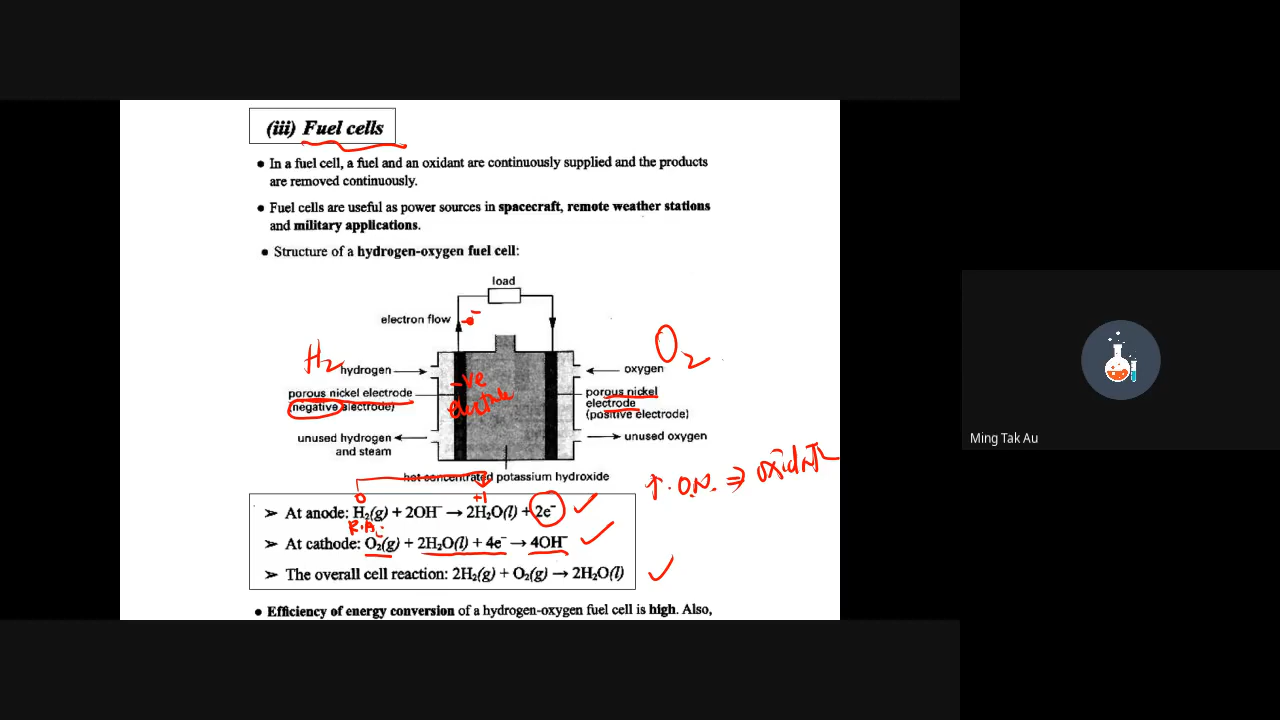 (iii) Fuel cells
• In a fuel cell, a fuel and an oxidant are continuously supplied and the products
are removed continuously.
• Fuel cells are useful as power sources in spacecraft, remote weather stations
and military applications.
• Structure of a hydrogen-oxygen fuel cell:
load
electron flow
e⁻
H₂
hydrogen
O₂
oxygen
porous nickel electrode
(negative electrode)
-ve
electrode
porous nickel
electrode
(positive electrode)
unused hydrogen
and steam
unused oxygen
hot concentrated potassium hydroxide
↑ O.N. ⇒ oxidatn
0
+1
➢ At anode: H₂(g) + 2OH⁻ → 2H₂O(l) + 2e⁻
R.A.
➢ At cathode: O₂(g) + 2H₂O(l) + 4e⁻ → 4OH⁻
➢ The overall cell reaction: 2H₂(g) + O₂(g) → 2H₂O(l)
• Efficiency of energy conversion of a hydrogen-oxygen fuel cell is high. Also,
Ming Tak Au